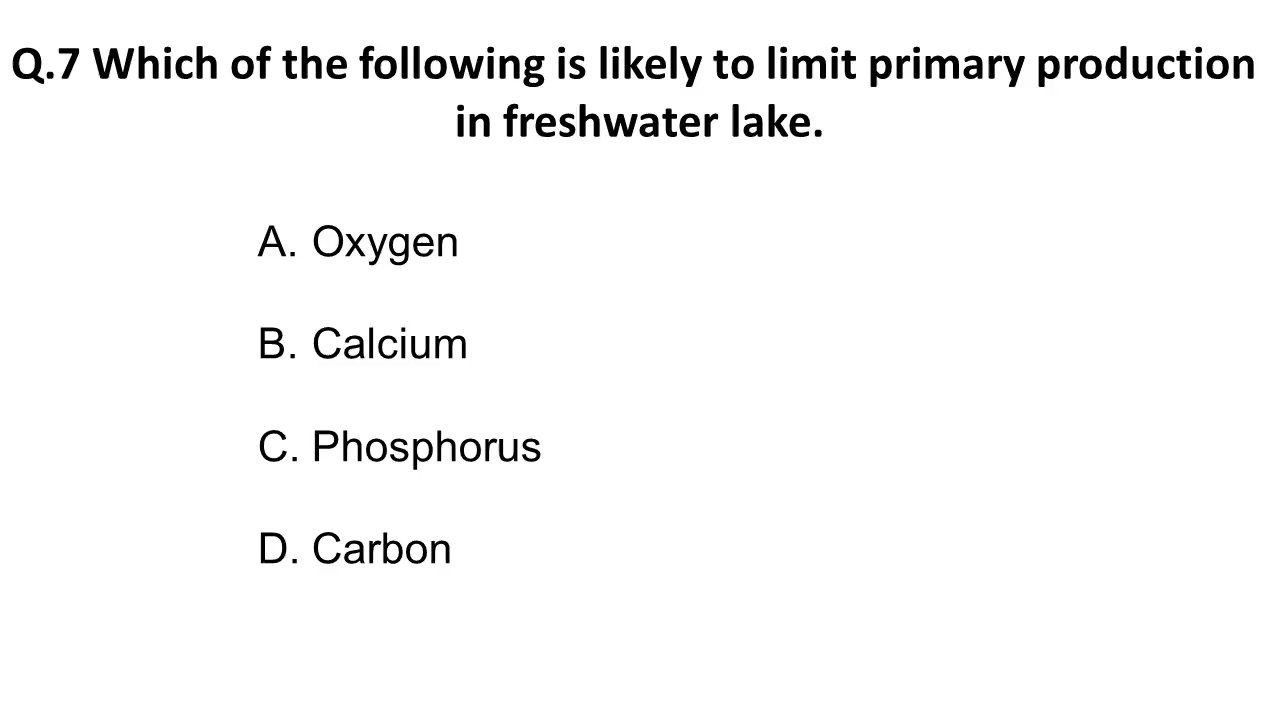 Q.7 Which of the following is likely to limit primary production
in freshwater lake.
A. Oxygen
B. Calcium
C. Phosphorus
D. Carbon